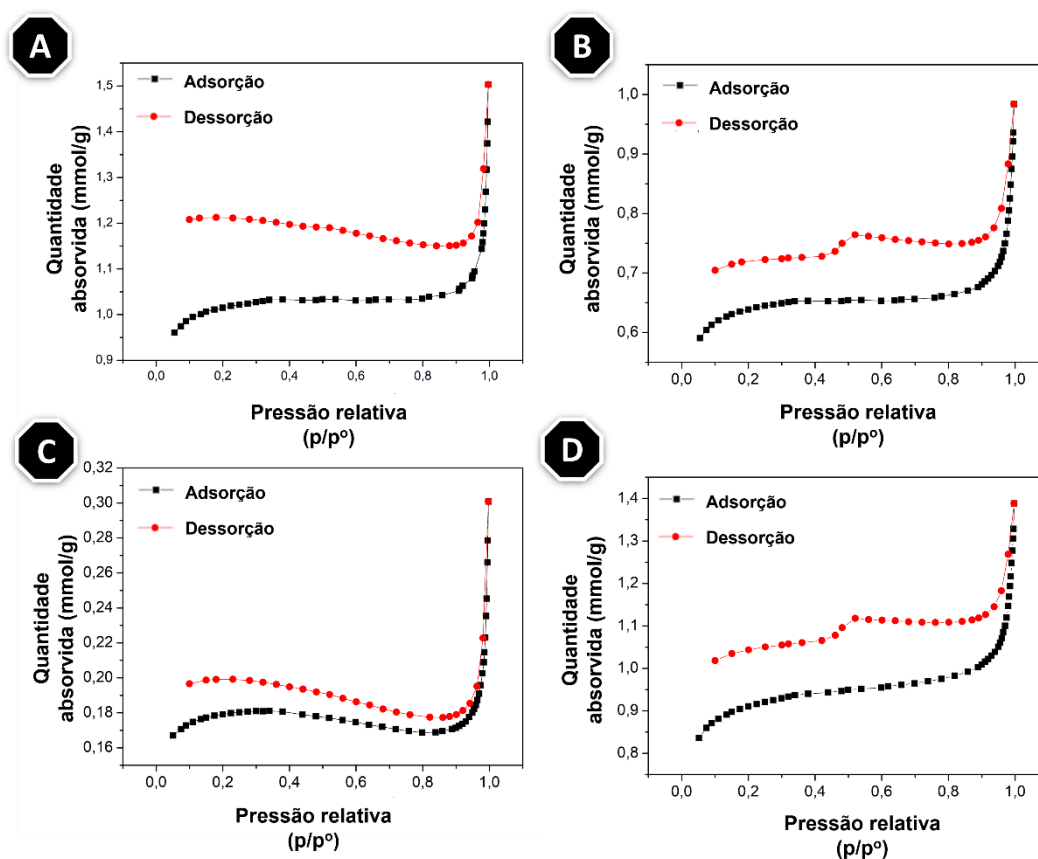 A
Adsorção
Dessorção
Quantidade
absorvida (mmol/g)
1,5
1,4
1,3
1,2
1,1
1,0
0,9
0,0 0,2 0,4 0,6 0,8 1,0
Pressão relativa
(p/pº)
B
Adsorção
Dessorção
Quantidade
absorvida (mmol/g)
1,0
0,9
0,8
0,7
0,6
0,0 0,2 0,4 0,6 0,8 1,0
Pressão relativa
(p/pº)
C
Adsorção
Dessorção
Quantidade
absorvida (mmol/g)
0,32
0,30
0,28
0,26
0,24
0,22
0,20
0,18
0,16
0,0 0,2 0,4 0,6 0,8 1,0
Pressão relativa
(p/pº)
D
Adsorção
Dessorção
Quantidade
absorvida (mmol/g)
1,4
1,3
1,2
1,1
1,0
0,9
0,8
0,0 0,2 0,4 0,6 0,8 1,0
Pressão relativa
(p/pº)